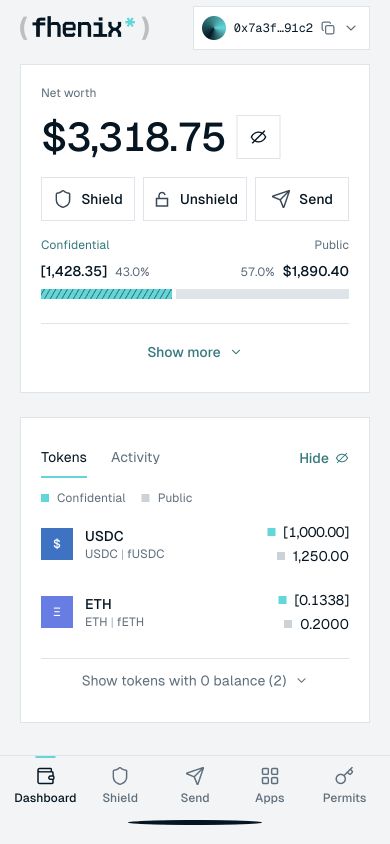 (fhenix*)
0x7a3f…91c2
Net worth
$3,318.75
Shield
Unshield
Send
Confidential
Public
[1,428.35] 43.0%
57.0% $1,890.40
Show more
Tokens
Activity
Hide
Confidential
Public
$
USDC
USDC | fUSDC
[1,000.00]
1,250.00
Ξ
ETH
ETH | fETH
[0.1338]
0.2000
Show tokens with 0 balance (2)
Dashboard
Shield
Send
Apps
Permits